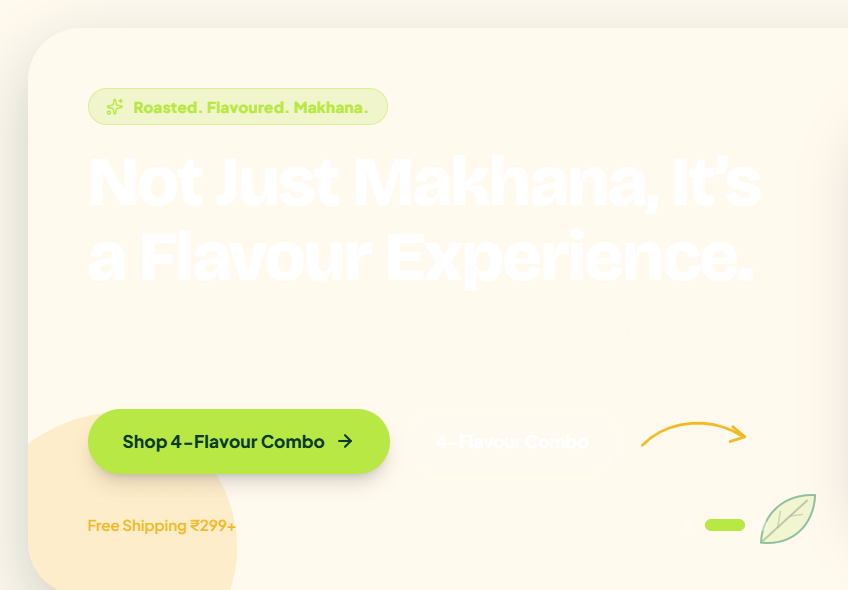 Roasted. Flavoured. Makhana.
Not Just Makhana, It's
a Flavour Experience.
Shop 4-Flavour Combo
4-Flavour Combo
Free Shipping ₹299+